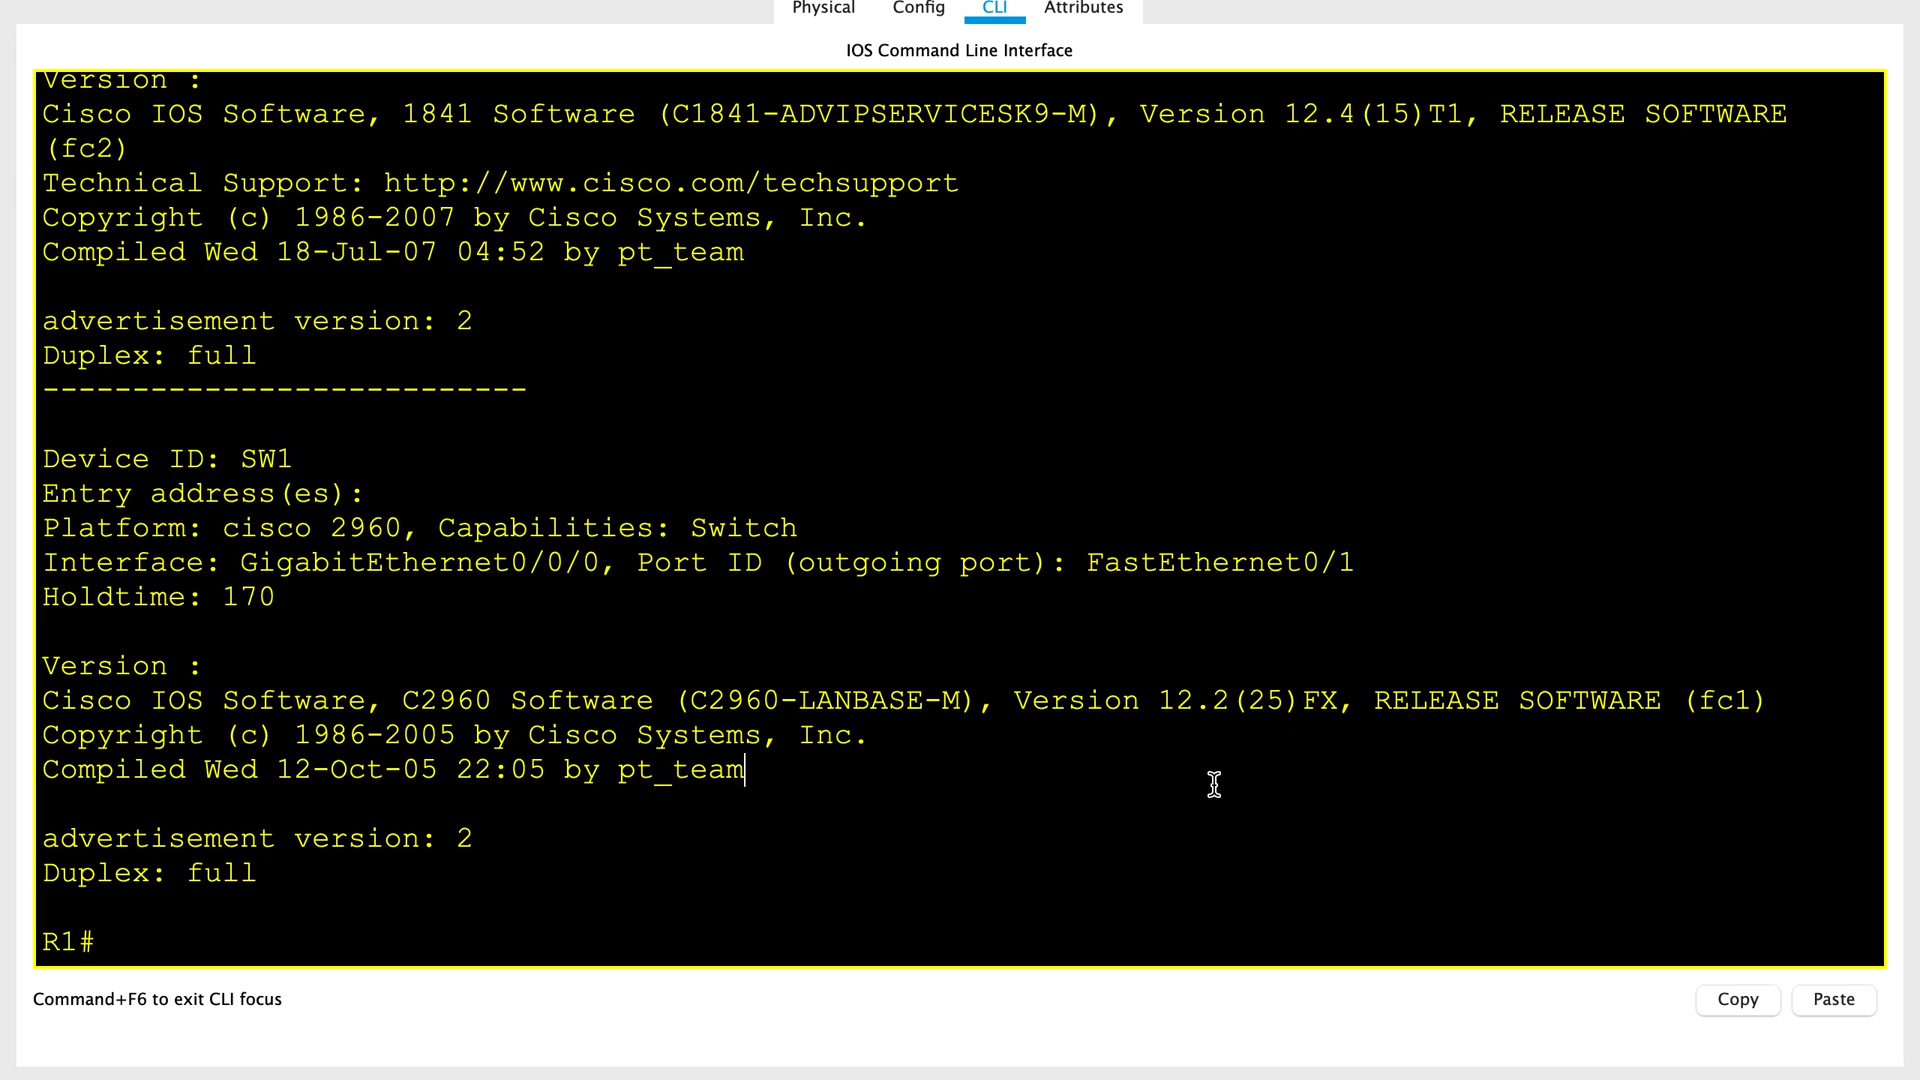 Physical Config CLI Attributes
IOS Command Line Interface
Version :
Cisco IOS Software, 1841 Software (C1841-ADVIPSERVICESK9-M), Version 12.4(15)T1, RELEASE SOFTWARE
(fc2)
Technical Support: http://www.cisco.com/techsupport
Copyright (c) 1986-2007 by Cisco Systems, Inc.
Compiled Wed 18-Jul-07 04:52 by pt_team
advertisement version: 2
Duplex: full
---------------------------
Device ID: SW1
Entry address(es):
Platform: cisco 2960, Capabilities: Switch
Interface: GigabitEthernet0/0/0, Port ID (outgoing port): FastEthernet0/1
Holdtime: 170
Version :
Cisco IOS Software, C2960 Software (C2960-LANBASE-M), Version 12.2(25)FX, RELEASE SOFTWARE (fc1)
Copyright (c) 1986-2005 by Cisco Systems, Inc.
Compiled Wed 12-Oct-05 22:05 by pt_team
advertisement version: 2
Duplex: full
R1#
Command+F6 to exit CLI focus
Copy Paste